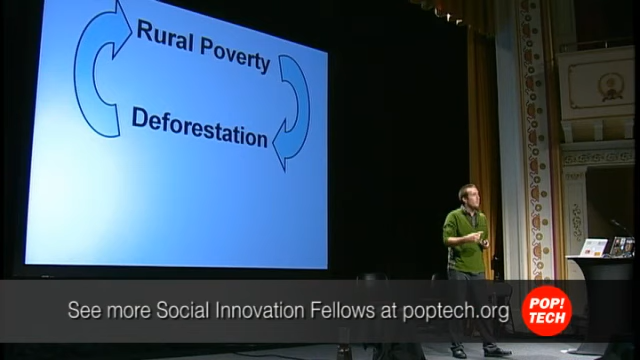 Rural Poverty
Deforestation
See more Social Innovation Fellows at poptech.org
POP!
TECH